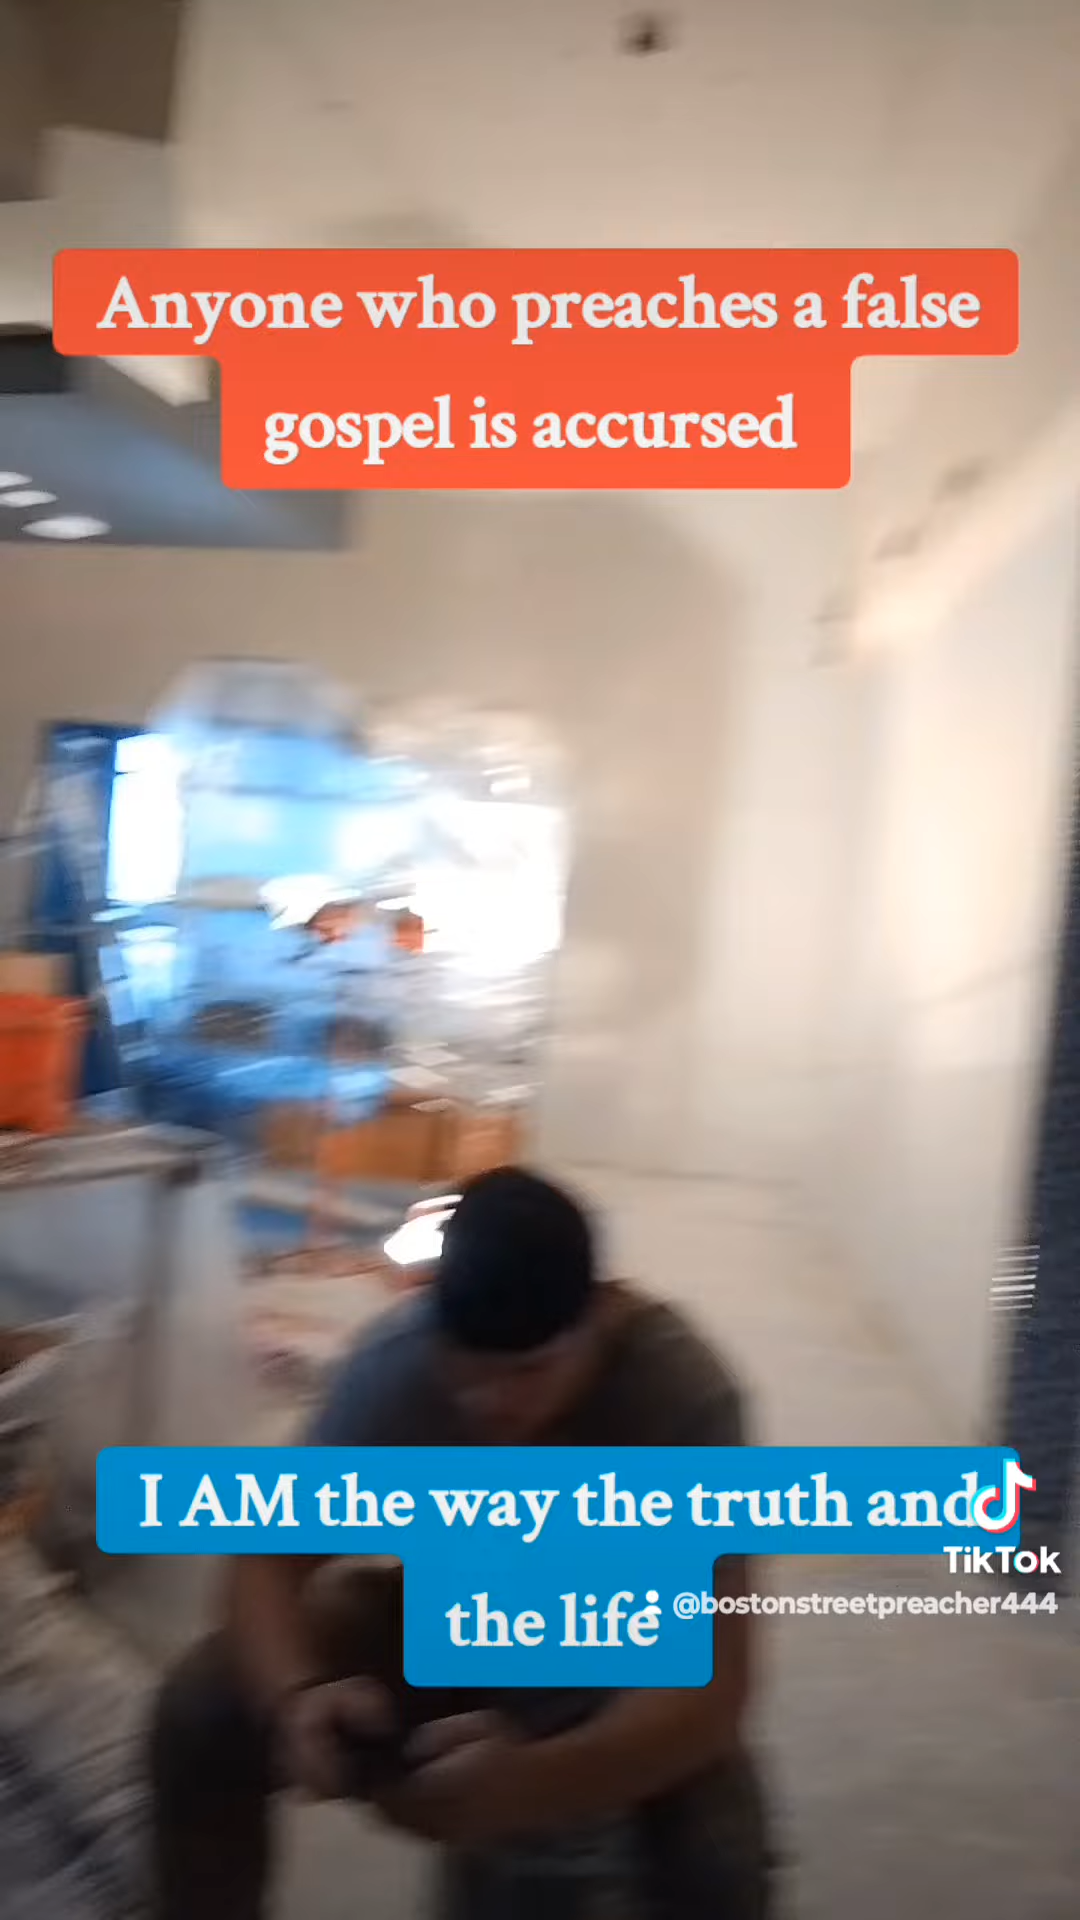 Anyone who preaches a false
gospel is accursed
I AM the way the truth and
the life
TikTok
@bostonstreetpreacher444